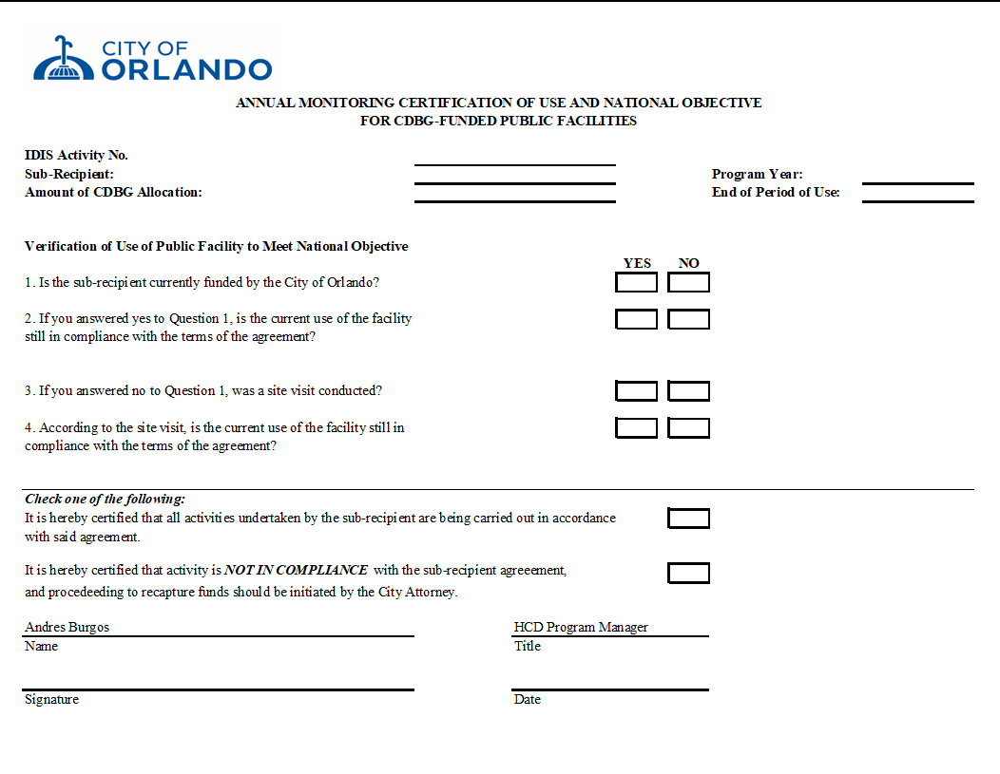 CITY OF
ORLANDO
ANNUAL MONITORING CERTIFICATION OF USE AND NATIONAL OBJECTIVE
FOR CDBG-FUNDED PUBLIC FACILITIES
IDIS Activity No.
Sub-Recipient: Program Year:
Amount of CDBG Allocation: End of Period of Use:
Verification of Use of Public Facility to Meet National Objective
YES NO
1. Is the sub-recipient currently funded by the City of Orlando?
2. If you answered yes to Question 1, is the current use of the facility
still in compliance with the terms of the agreement?
3. If you answered no to Question 1, was a site visit conducted?
4. According to the site visit, is the current use of the facility still in
compliance with the terms of the agreement?
Check one of the following:
It is hereby certified that all activities undertaken by the sub-recipient are being carried out in accordance
with said agreement.
It is hereby certified that activity is NOT IN COMPLIANCE with the sub-recipient agreeement,
and procedeeding to recapture funds should be initiated by the City Attorney.
Andres Burgos HCD Program Manager
Name Title
Signature Date